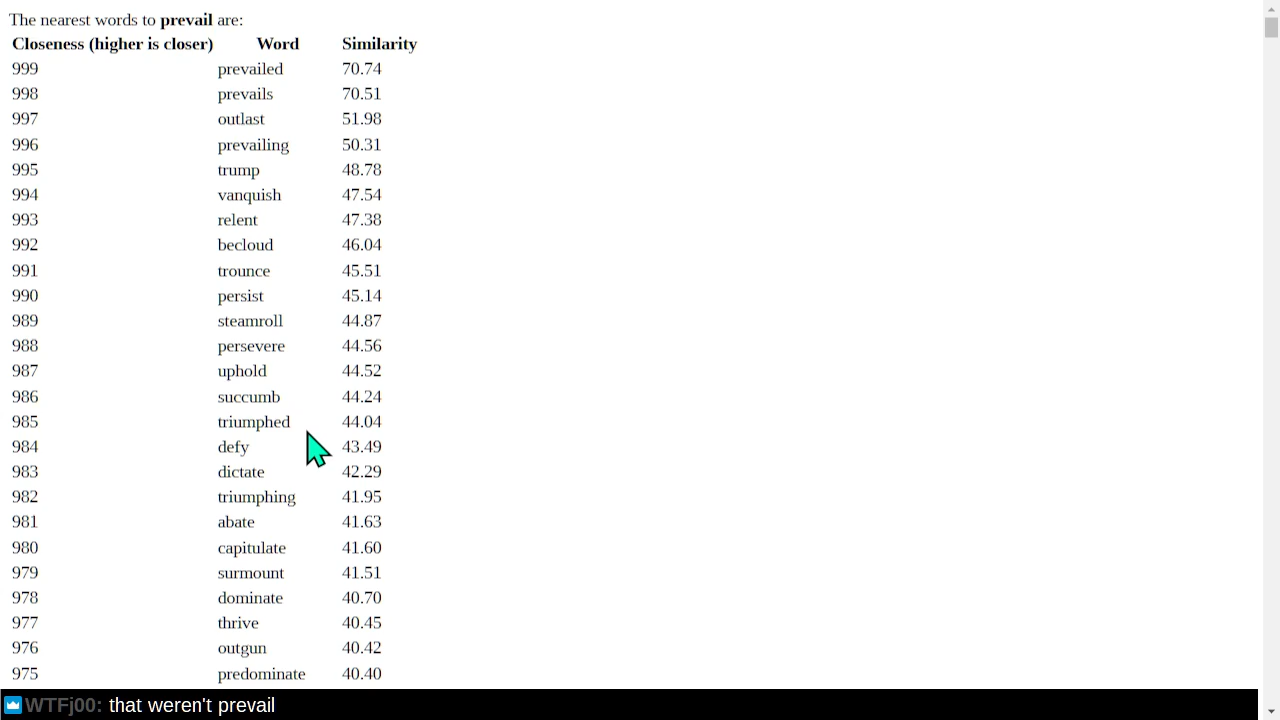 The nearest words to prevail are:
Closeness (higher is closer) Word Similarity
999 prevailed 70.74
998 prevails 70.51
997 outlast 51.98
996 prevailing 50.31
995 trump 48.78
994 vanquish 47.54
993 relent 47.38
992 becloud 46.04
991 trounce 45.51
990 persist 45.14
989 steamroll 44.87
988 persevere 44.56
987 uphold 44.52
986 succumb 44.24
985 triumphed 44.04
984 defy 43.49
983 dictate 42.29
982 triumphing 41.95
981 abate 41.63
980 capitulate 41.60
979 surmount 41.51
978 dominate 40.70
977 thrive 40.45
976 outgun 40.42
975 predominate 40.40
WTFj00: that weren't prevail